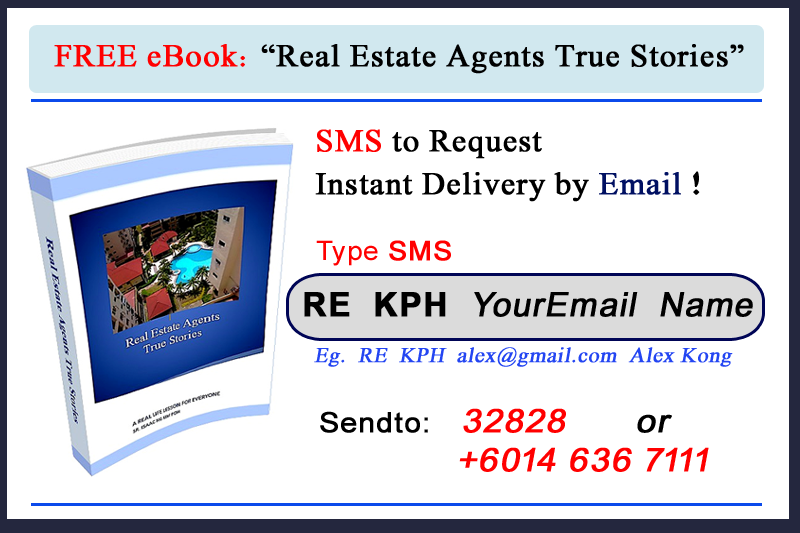 FREE eBook: “Real Estate Agents True Stories”
SMS to Request
Instant Delivery by Email !
Type SMS
RE KPH YourEmail Name
Eg. RE KPH alex@gmail.com Alex Kong
Sendto: 32828 or
+6014 636 7111
Real Estate Agents True Stories
Real Estate Agents
True Stories
A REAL LIFE LESSON FOR EVERYONE